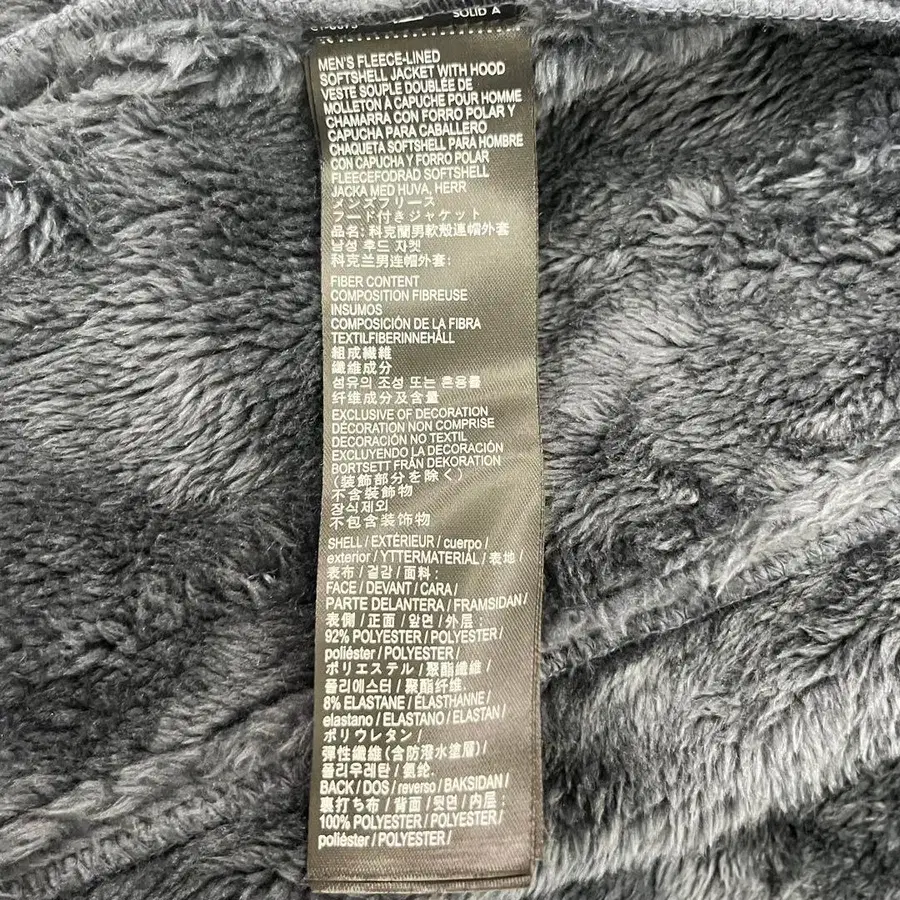 SOLID A
MEN'S FLEECE-LINED
SOFTSHELL JACKET WITH HOOD
VESTE SOUPLE DOUBLÉE DE
MOLLETON À CAPUCHE POUR HOMME
CHAMARRA CON FORRO POLAR Y
CAPUCHA PARA CABALLERO
CHAQUETA SOFTSHELL PARA HOMBRE
CON CAPUCHA Y FORRO POLAR
FLEECEFODRAD SOFTSHELL
JACKA MED HUVA, HERR
メンズフリース
フード付きジャケット
品名: 科克蘭男軟殼連帽外套
남성 후드 자켓
科克兰男连帽外套:
FIBER CONTENT
COMPOSITION FIBREUSE
INSUMOS
COMPOSICIÓN DE LA FIBRA
TEXTILFIBERINNEHÅLL
組成繊維
纖維成分
섬유의 조성 또는 혼용률
纤维成分及含量
EXCLUSIVE OF DECORATION
DÉCORATION NON COMPRISE
DECORACIÓN NO TEXTIL
EXCLUYENDO LA DECORACIÓN
BORTSETT FRÅN DEKORATION
(装飾部分を除く)
不含裝飾物
장식제외
不包含装饰物
SHELL / EXTÉRIEUR / cuerpo /
exterior / YTTERMATERIAL / 表地 /
表布 / 겉감 / 面料 :
FACE / DEVANT / CARA /
PARTE DELANTERA / FRAMSIDAN /
表側 / 正面 / 앞면 / 外层 :
92% POLYESTER / POLYESTER /
poliéster / POLYESTER /
ポリエステル / 聚酯纖維 /
폴리에스터 / 聚酯纤维.
8% ELASTANE / ÉLASTHANNE /
elastano / ELASTANO / ELASTAN /
ポリウレタン /
彈性纖維(含防潑水塗層) /
폴리우레탄 / 氨纶.
BACK / DOS / reverso / BAKSIDAN /
裏打ち布 / 背面 / 뒷면 / 内层 :
100% POLYESTER / POLYESTER /
poliéster / POLYESTER /